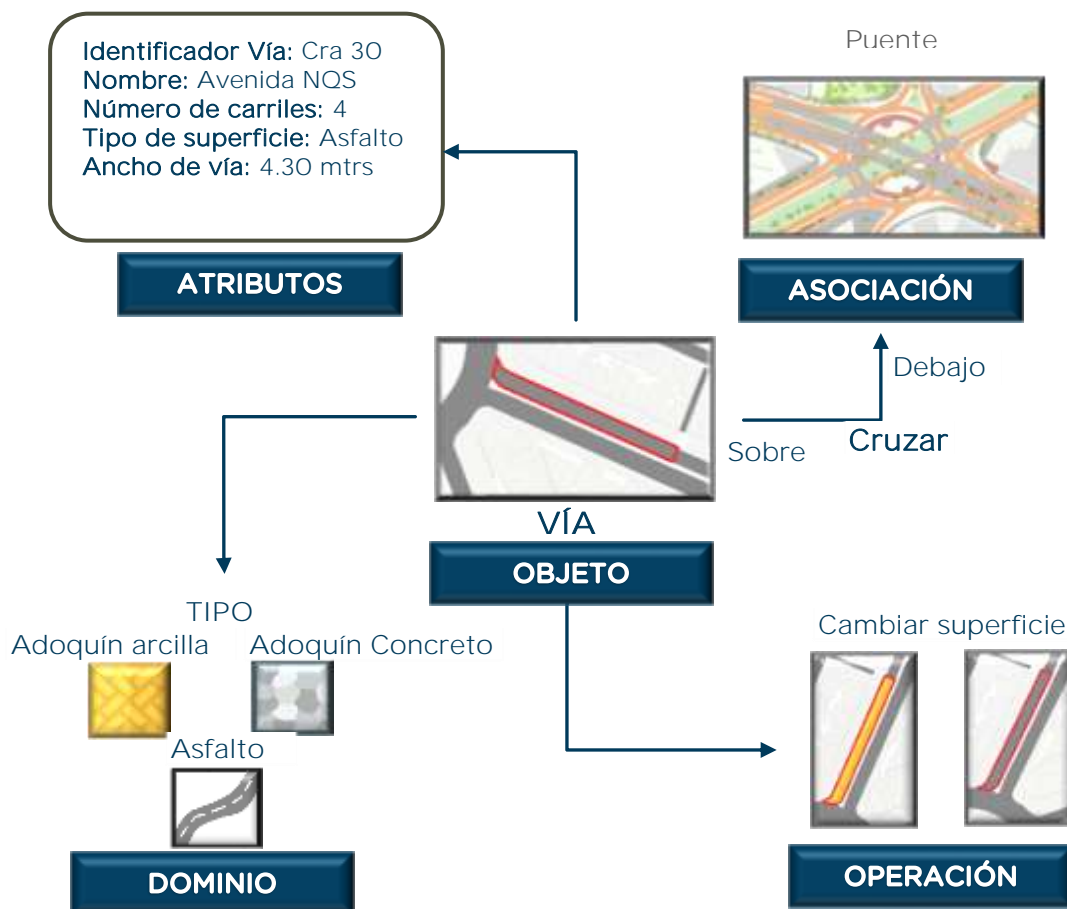 Identificador Vía: Cra 30
Nombre: Avenida NQS
Número de carriles: 4
Tipo de superficie: Asfalto
Ancho de vía: 4.30 mtrs
ATRIBUTOS
Puente
ASOCIACIÓN
Debajo
Sobre
Cruzar
VÍA
OBJETO
TIPO
Adoquín arcilla
Adoquín Concreto
Asfalto
DOMINIO
Cambiar superficie
OPERACIÓN